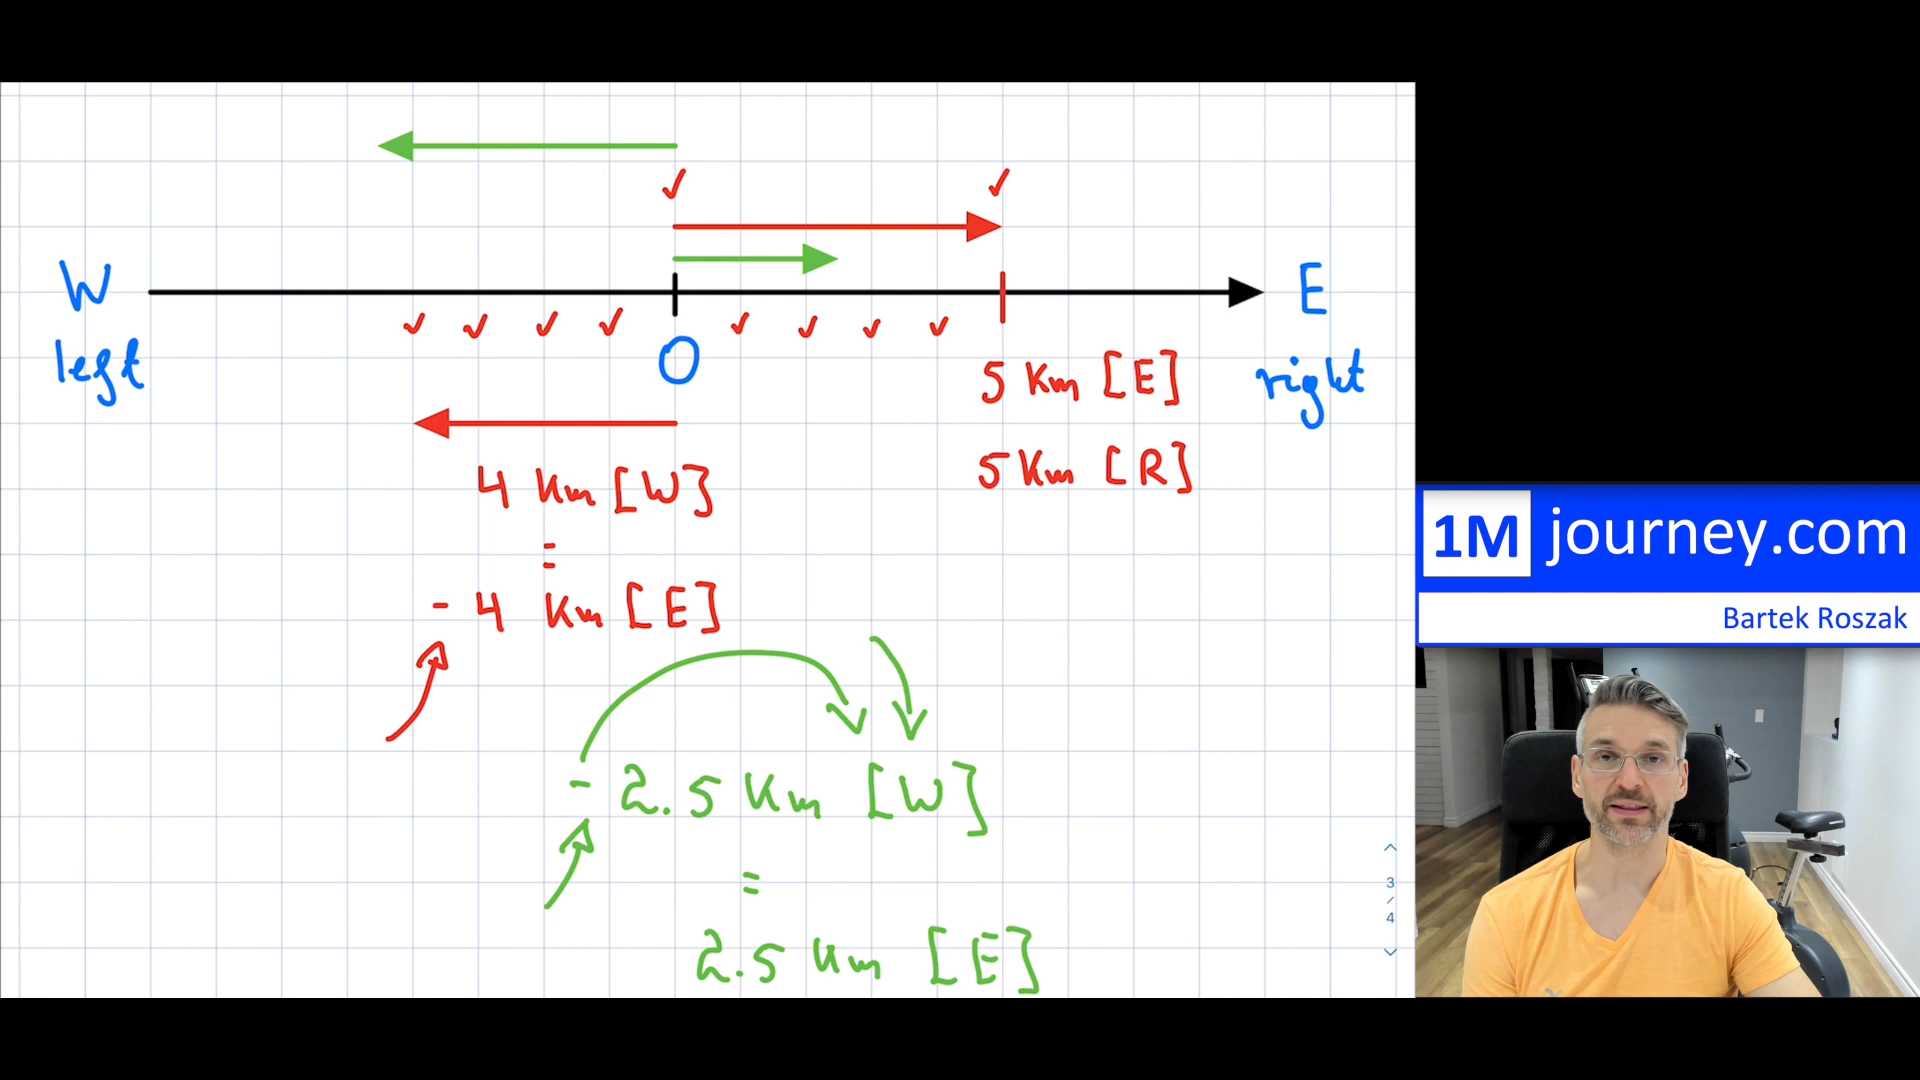 W
E
left
0
5 Km [E]
right
5 Km [R]
4 Km [W]
=
- 4 Km [E]
- 2.5 Km [W]
=
2.5 Km [E]
3
/
4
1M journey.com
Bartek Roszak